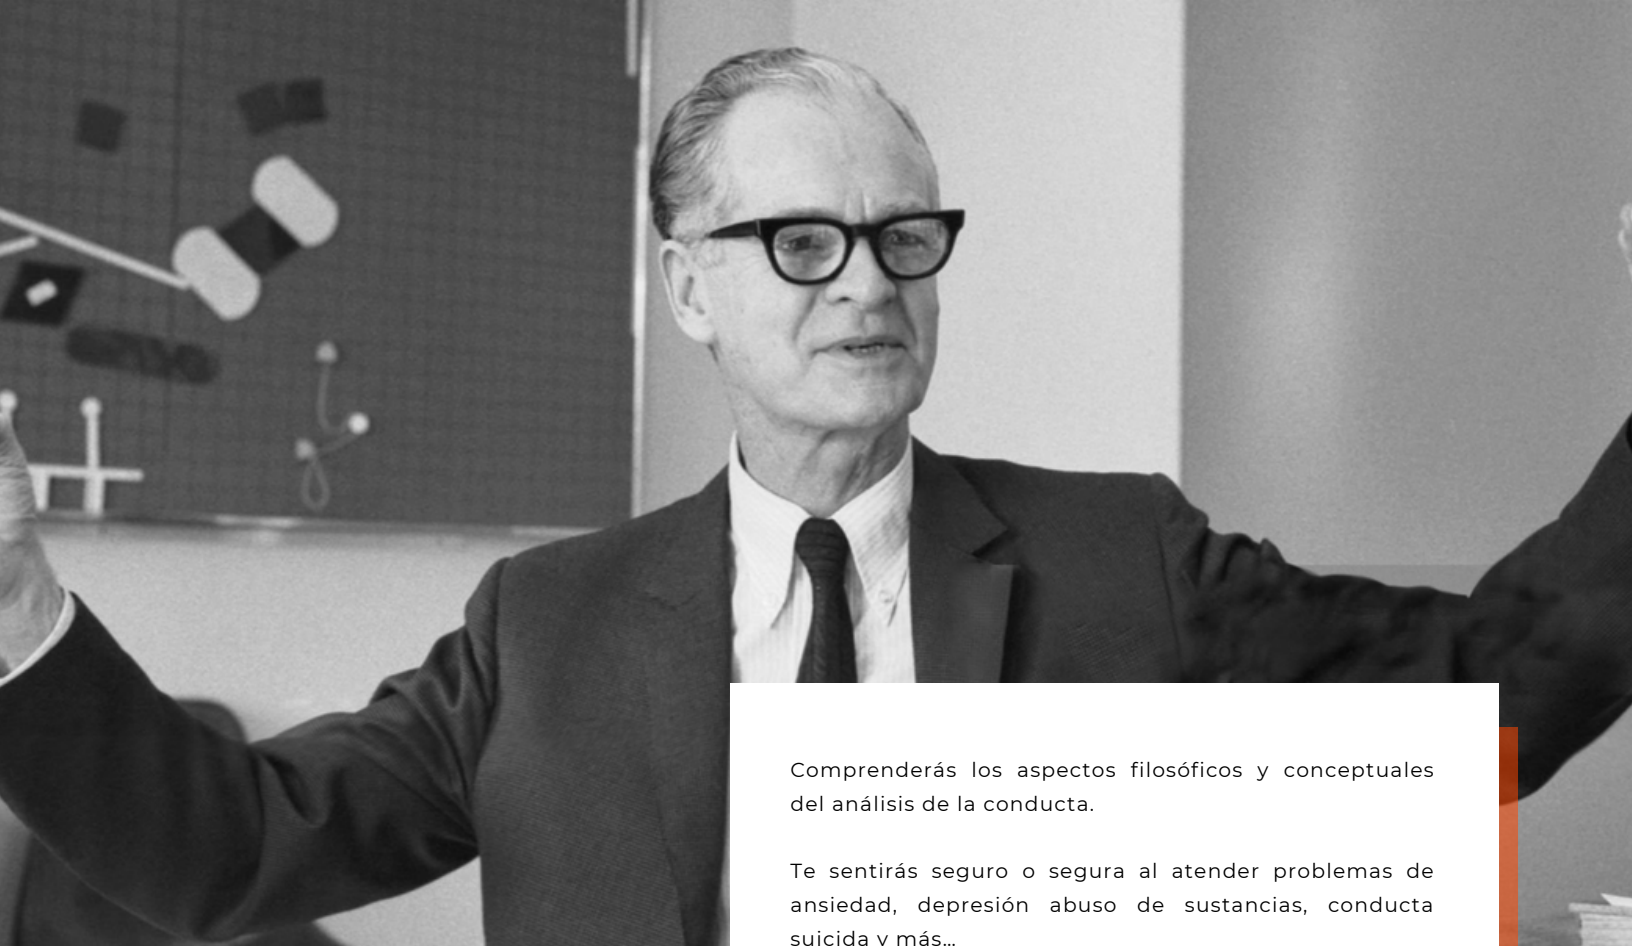 Comprenderás los aspectos filosóficos y conceptuales
del análisis de la conducta.
Te sentirás seguro o segura al atender problemas de
ansiedad, depresión abuso de sustancias, conducta
suicida y más...